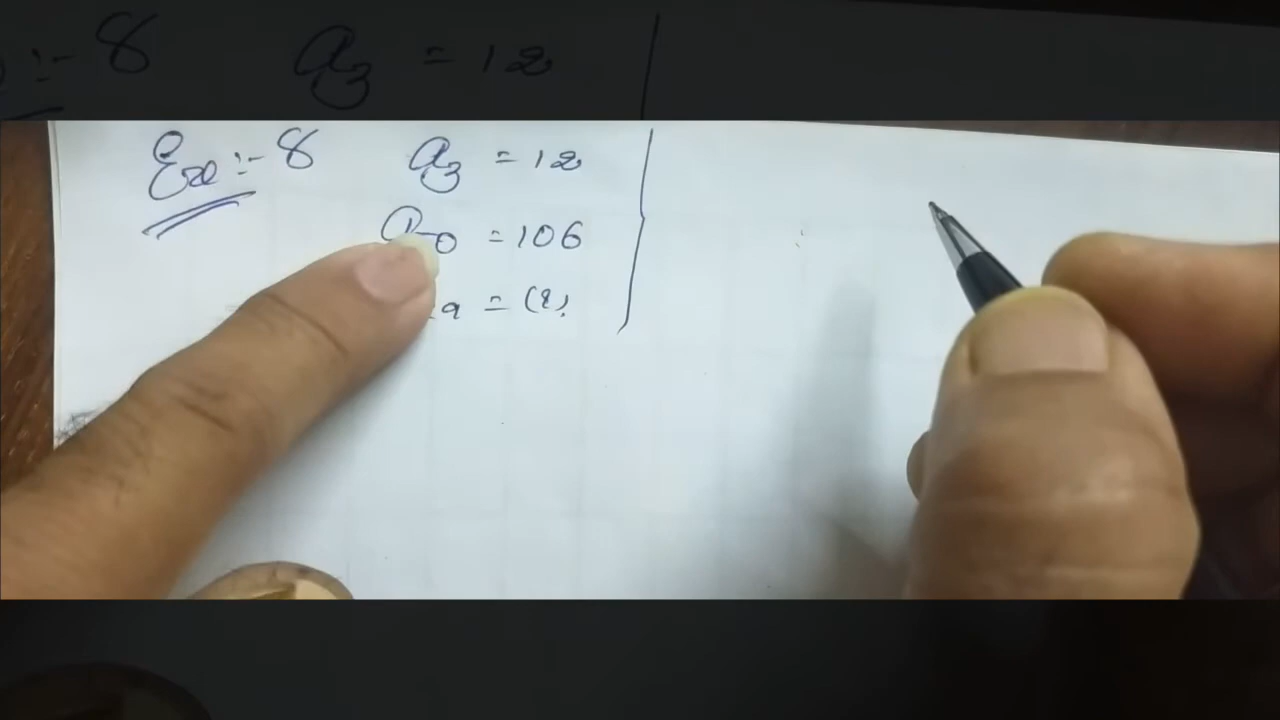 Ex :- 8 a3 = 12
= 106
= (?)